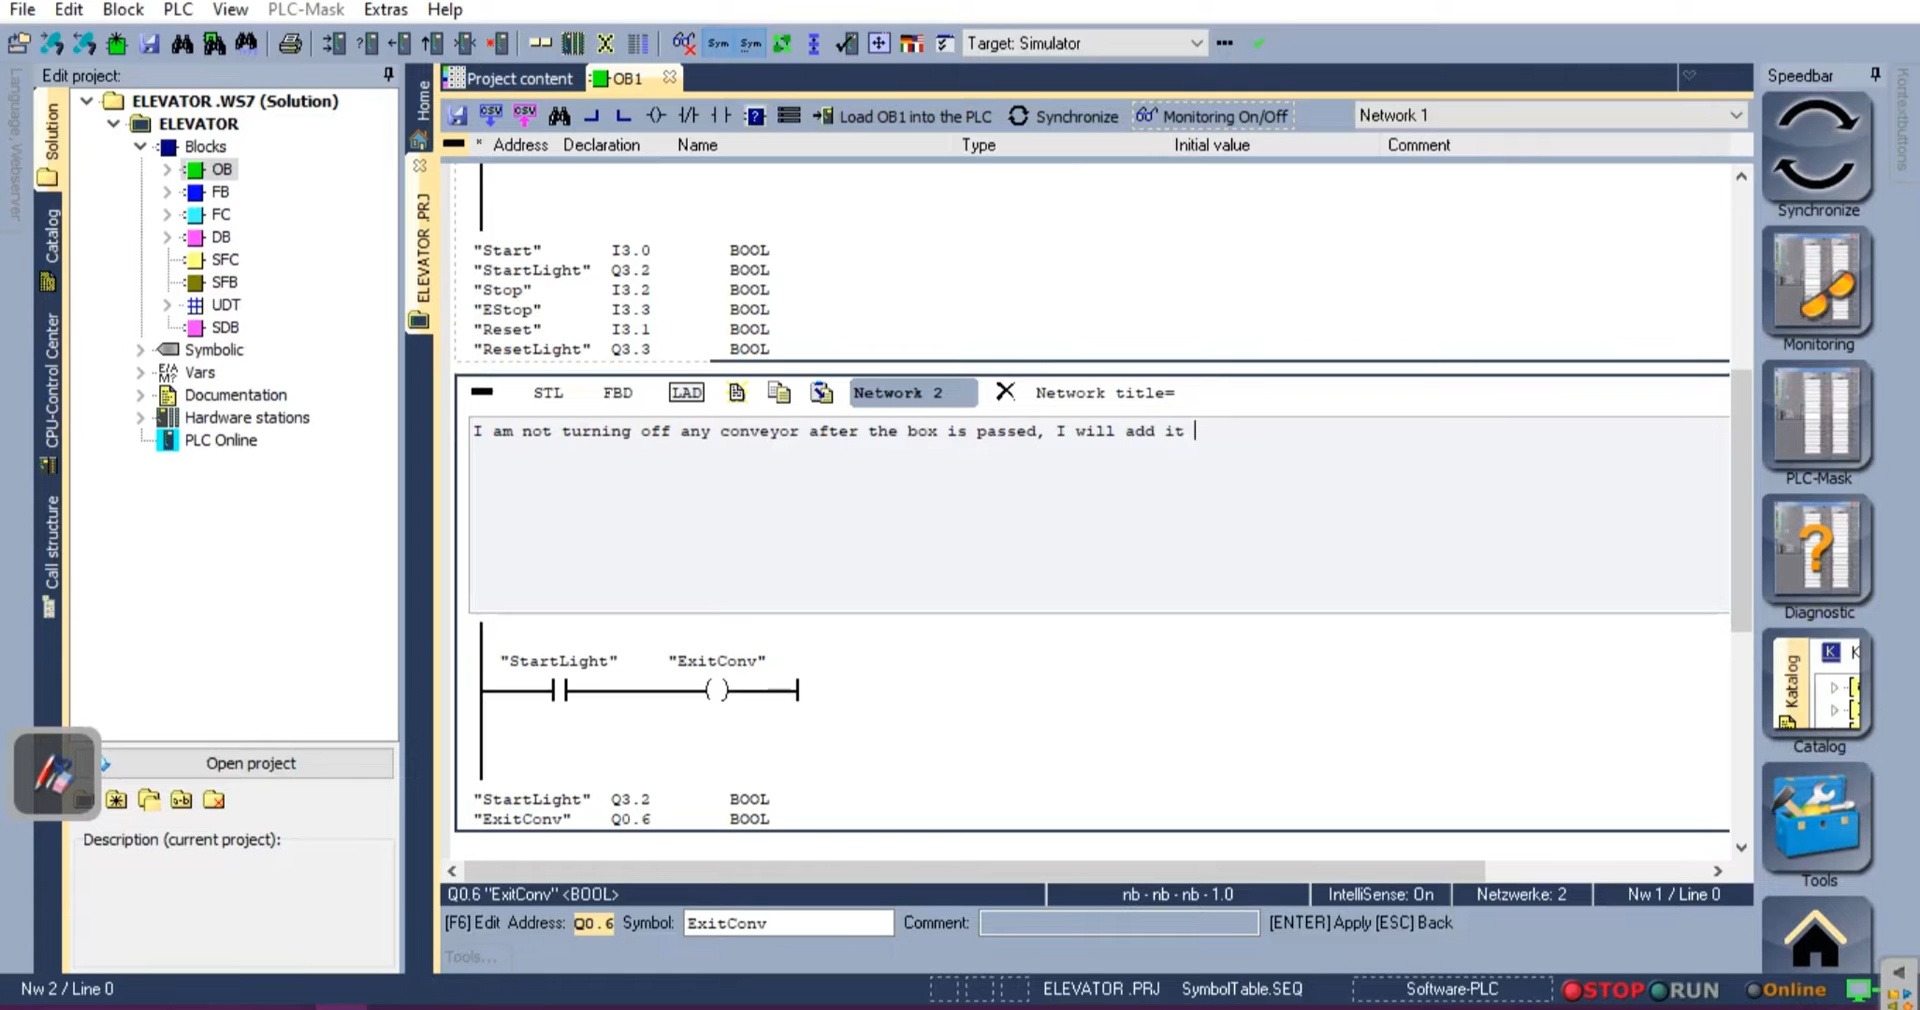 File Edit Block PLC View PLC-Mask Extras Help
Sym Sym Target: Simulator
Edit project:
Project content OB1
Speedbar
Language, Webserver
Solution
Catalog
CPU-Control Center
Call structure
ELEVATOR .WS7 (Solution)
ELEVATOR
Blocks
OB
FB
FC
DB
SFC
SFB
UDT
SDB
Symbolic
E/A M? Vars
Documentation
Hardware stations
PLC Online
Open project
a-b
Description (current project):
Home
ELEVATOR .PRJ
CSV CSV Load OB1 into the PLC Synchronize Monitoring On/Off Network 1
* Address Declaration Name Type Initial value Comment
"Start" I3.0 BOOL
"StartLight" Q3.2 BOOL
"Stop" I3.2 BOOL
"EStop" I3.3 BOOL
"Reset" I3.1 BOOL
"ResetLight" Q3.3 BOOL
STL FBD LAD Network 2 Network title=
I am not turning off any conveyor after the box is passed, I will add it
"StartLight" "ExitConv"
"StartLight" Q3.2 BOOL
"ExitConv" Q0.6 BOOL
Q0.6 "ExitConv" <BOOL> nb - nb - nb - 1.0 IntelliSense: On Netzwerke: 2 Nw 1 / Line 0
[F6] Edit Address: Q0.6 Symbol: ExitConv Comment: [ENTER] Apply [ESC] Back
Tools...
Synchronize
Monitoring
PLC-Mask
Diagnostic
Katalog K K
Catalog
Tools
Kontextbuttons
Nw 2 / Line 0 ELEVATOR .PRJ SymbolTable.SEQ Software-PLC STOP RUN Online